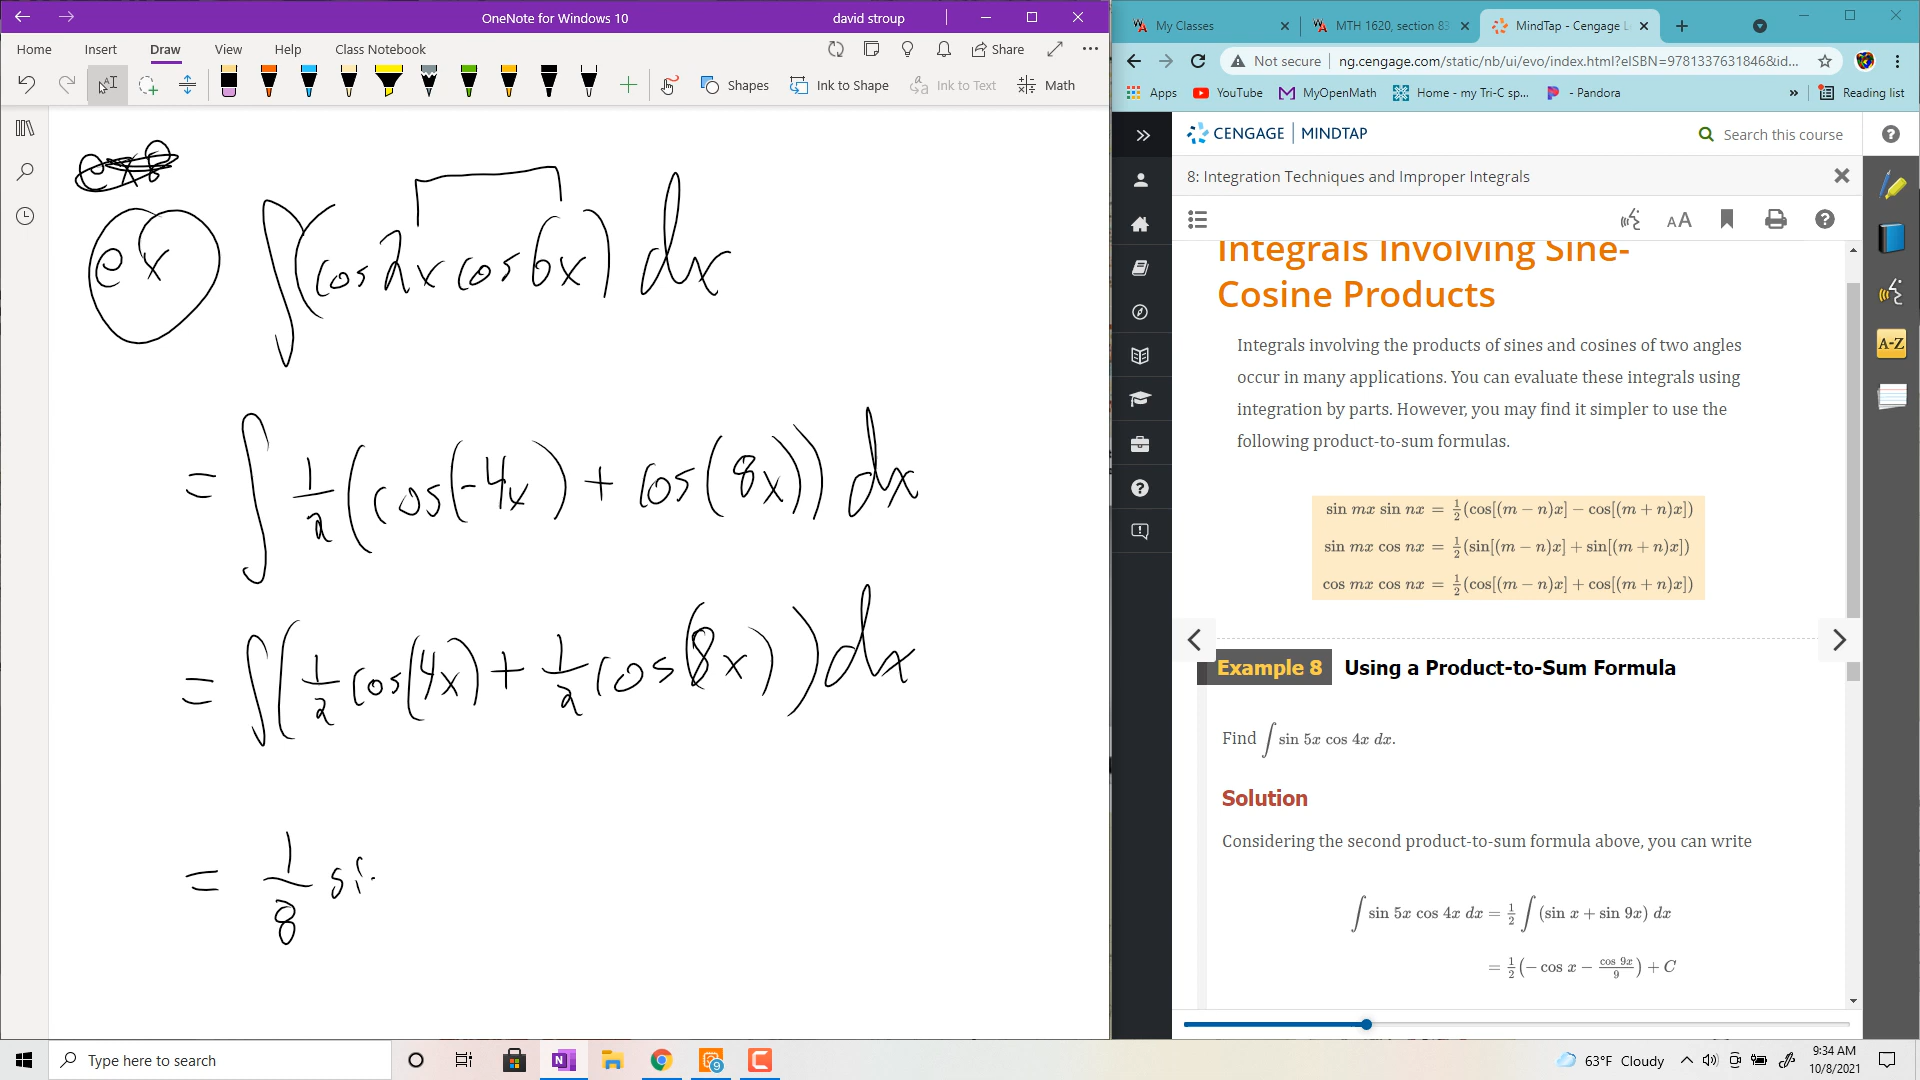 OneNote for Windows 10
david stroup
Home Insert Draw View Help Class Notebook
Share
Shapes Ink to Shape Ink to Text Math
ex
∫(cos2x cos6x) dx
= ∫ 1/2 (cos(-4x) + cos(8x)) dx
= ∫(1/2 cos(4x) + 1/2 cos(8x)) dx
= 1/8 si
My Classes
MTH 1620, section 83
MindTap - Cengage L
Not secure | ng.cengage.com/static/nb/ui/evo/index.html?eISBN=9781337631846&id...
Apps YouTube MyOpenMath Home - my Tri-C sp... - Pandora » Reading list
CENGAGE | MINDTAP
Search this course
8: Integration Techniques and Improper Integrals
AA
Integrals Involving Sine-
Cosine Products
Integrals involving the products of sines and cosines of two angles
occur in many applications. You can evaluate these integrals using
integration by parts. However, you may find it simpler to use the
following product-to-sum formulas.
sin mx sin nx = 1/2(cos[(m − n)x] − cos[(m + n)x])
sin mx cos nx = 1/2(sin[(m − n)x] + sin[(m + n)x])
cos mx cos nx = 1/2(cos[(m − n)x] + cos[(m + n)x])
Example 8 Using a Product-to-Sum Formula
Find ∫ sin 5x cos 4x dx.
Solution
Considering the second product-to-sum formula above, you can write
∫ sin 5x cos 4x dx = 1/2 ∫ (sin x + sin 9x) dx
= 1/2(− cos x − cos 9x/9) + C
A-Z
Type here to search
63°F Cloudy
9:34 AM
10/8/2021